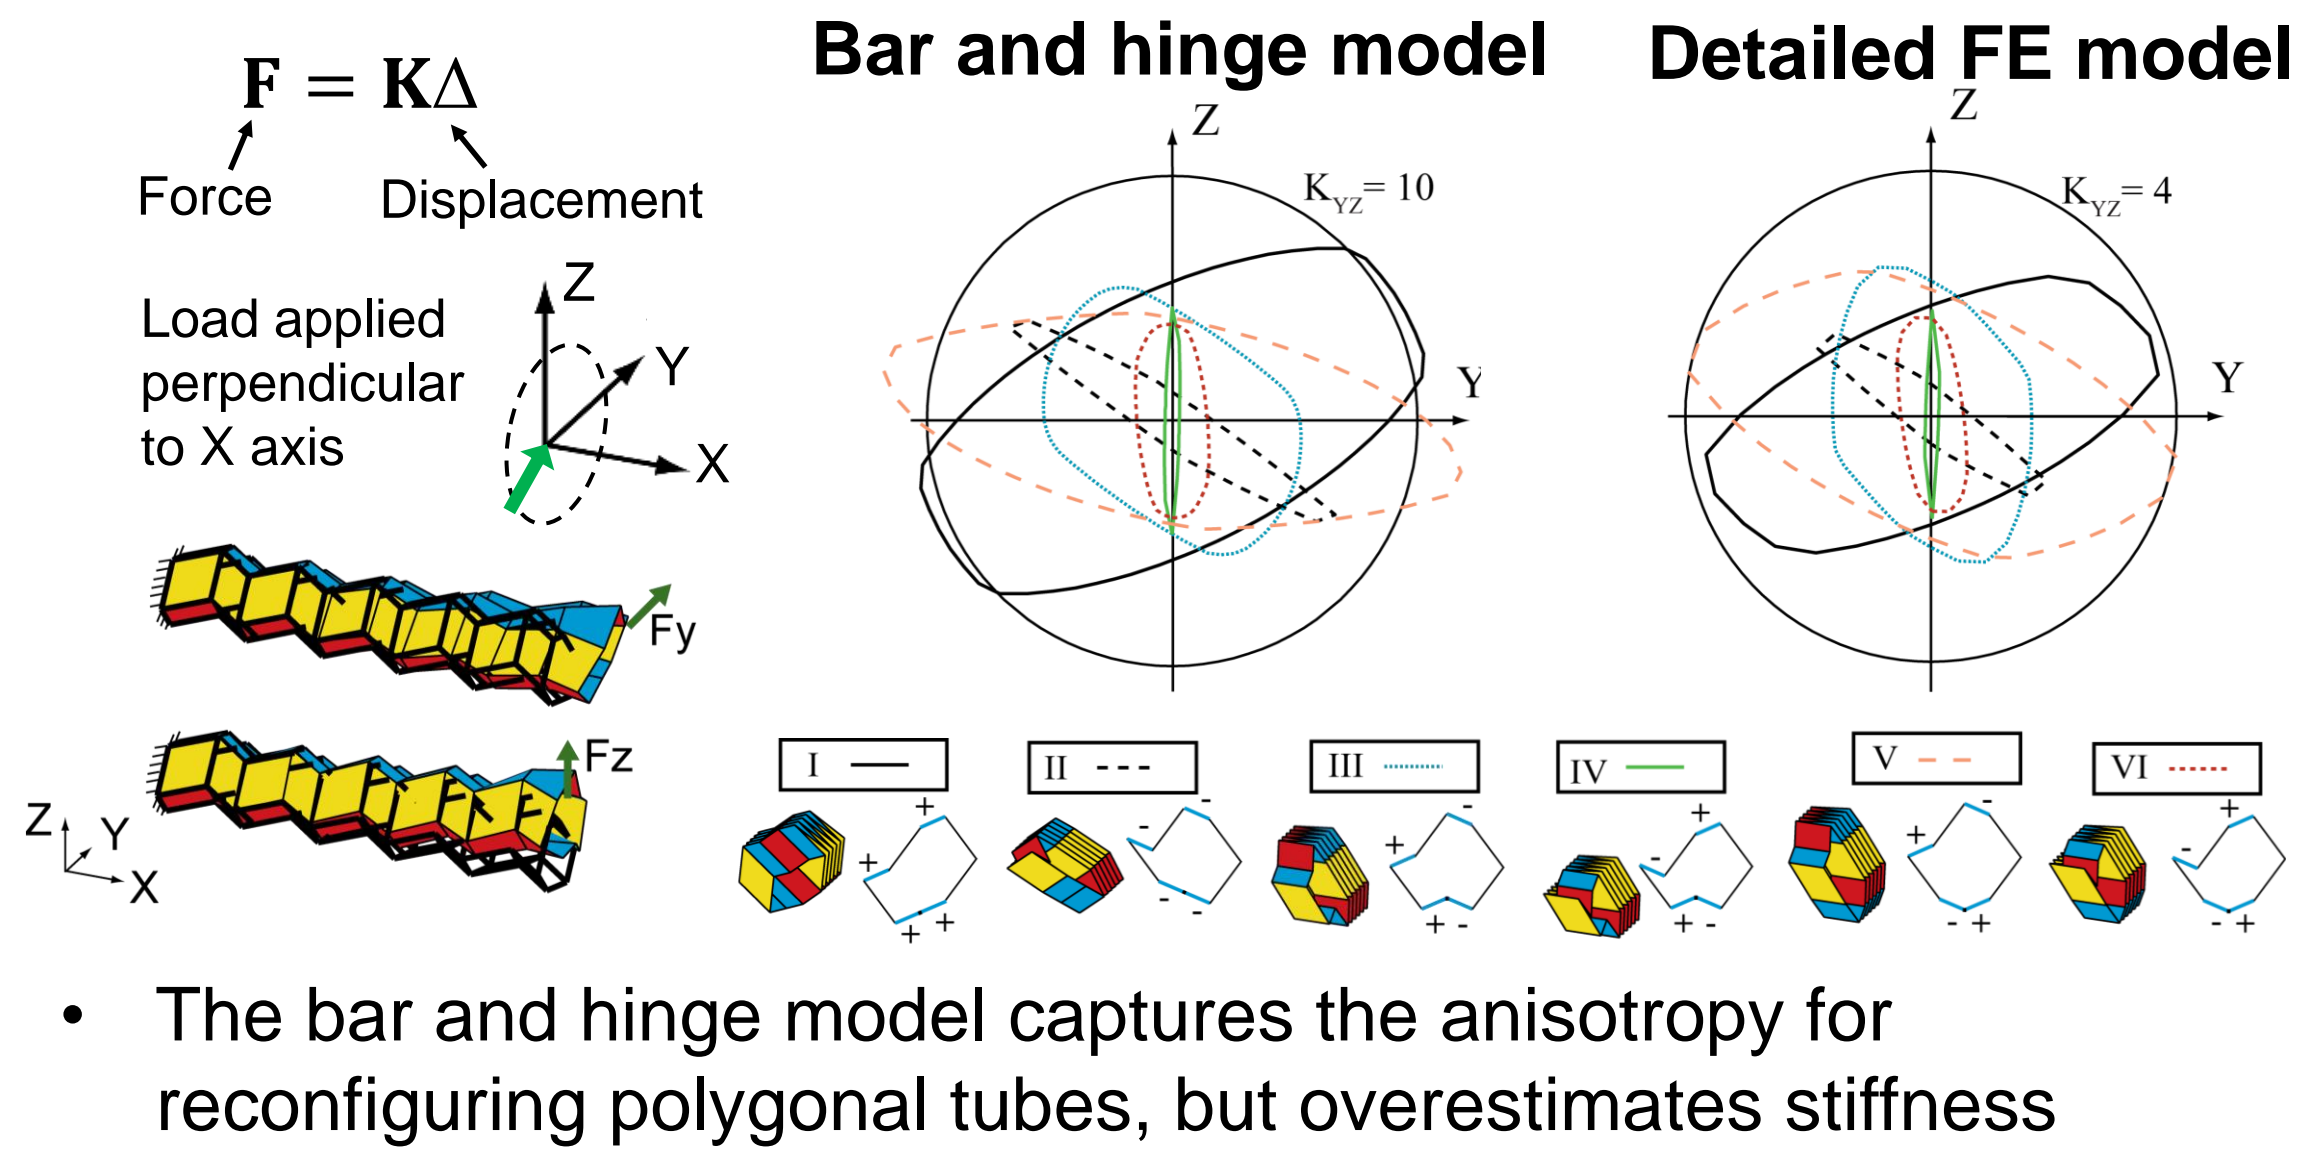 F = KΔ
Force
Displacement
Load applied
perpendicular
to X axis
Z
Y
X
Fy
Fz
Z
Y
X
Bar and hinge model
Z
K_YZ= 10
Y
Detailed FE model
Z
K_YZ= 4
Y
I
+
+
+
+
II
-
-
-
-
III
-
+
+ -
IV
+
-
+ -
V
-
+
- +
VI
+
-
- +
• The bar and hinge model captures the anisotropy for
reconfiguring polygonal tubes, but overestimates stiffness